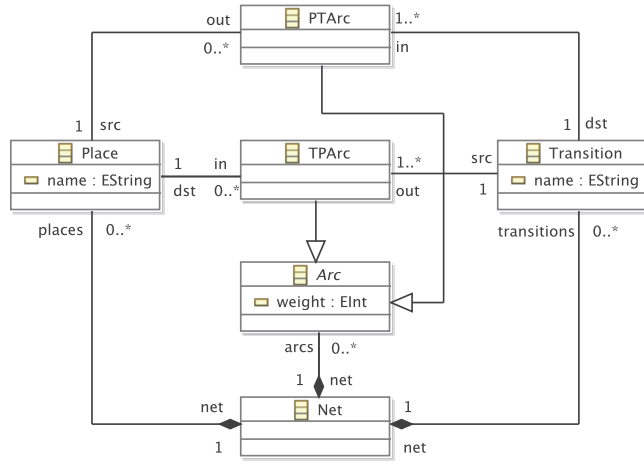 out
PTArc
1..*
0..*
in
1
src
1
dst
Place
TPArc
Transition
name : EString
1
in
1..*
src
name : EString
dst
0..*
out
1
places
0..*
transitions
0..*
Arc
weight : EInt
arcs
0..*
1
net
net
Net
1
1
net